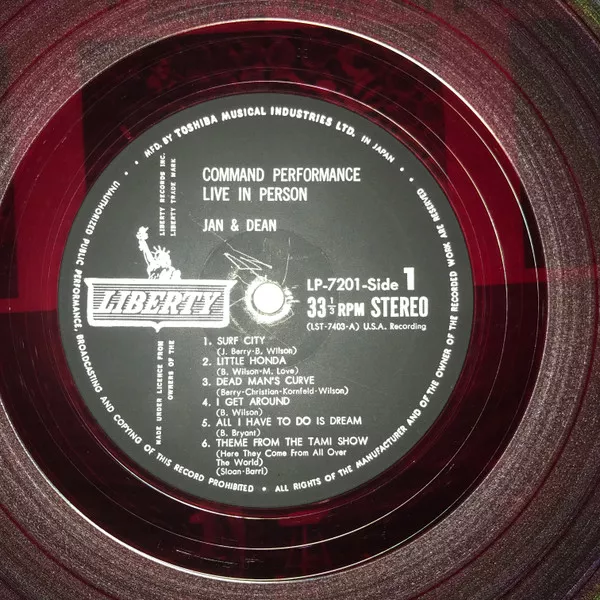 • MFD. BY TOSHIBA MUSICAL INDUSTRIES LTD. IN JAPAN •
COMMAND PERFORMANCE
LIVE IN PERSON
JAN & DEAN
LIBERTY RECORDS INC.
LIBERTY TRADE MARK
LIBERTY
LP-7201-Side 1
33 1/3 RPM STEREO
(LST-7403-A) U.S.A. Recording
MADE UNDER LICENCE FROM
OWNERS OF THE
1. SURF CITY
(J. Berry-B. Wilson)
2. LITTLE HONDA
(B. Wilson-M. Love)
3. DEAD MAN'S CURVE
(Berry-Christian-Kornfeld-Wilson)
4. I GET AROUND
(B. Wilson)
5. ALL I HAVE TO DO IS DREAM
(B. Bryant)
6. THEME FROM THE TAMI SHOW
(Here They Come From All Over
The World)
(Sloan-Barri)
• UNAUTHORIZED PUBLIC PERFORMANCE, BROADCASTING AND COPYING OF THIS RECORD PROHIBITED • ALL RIGHTS OF THE MANUFACTURER AND OF THE OWNER OF THE RECORDED WORK ARE RESERVED •